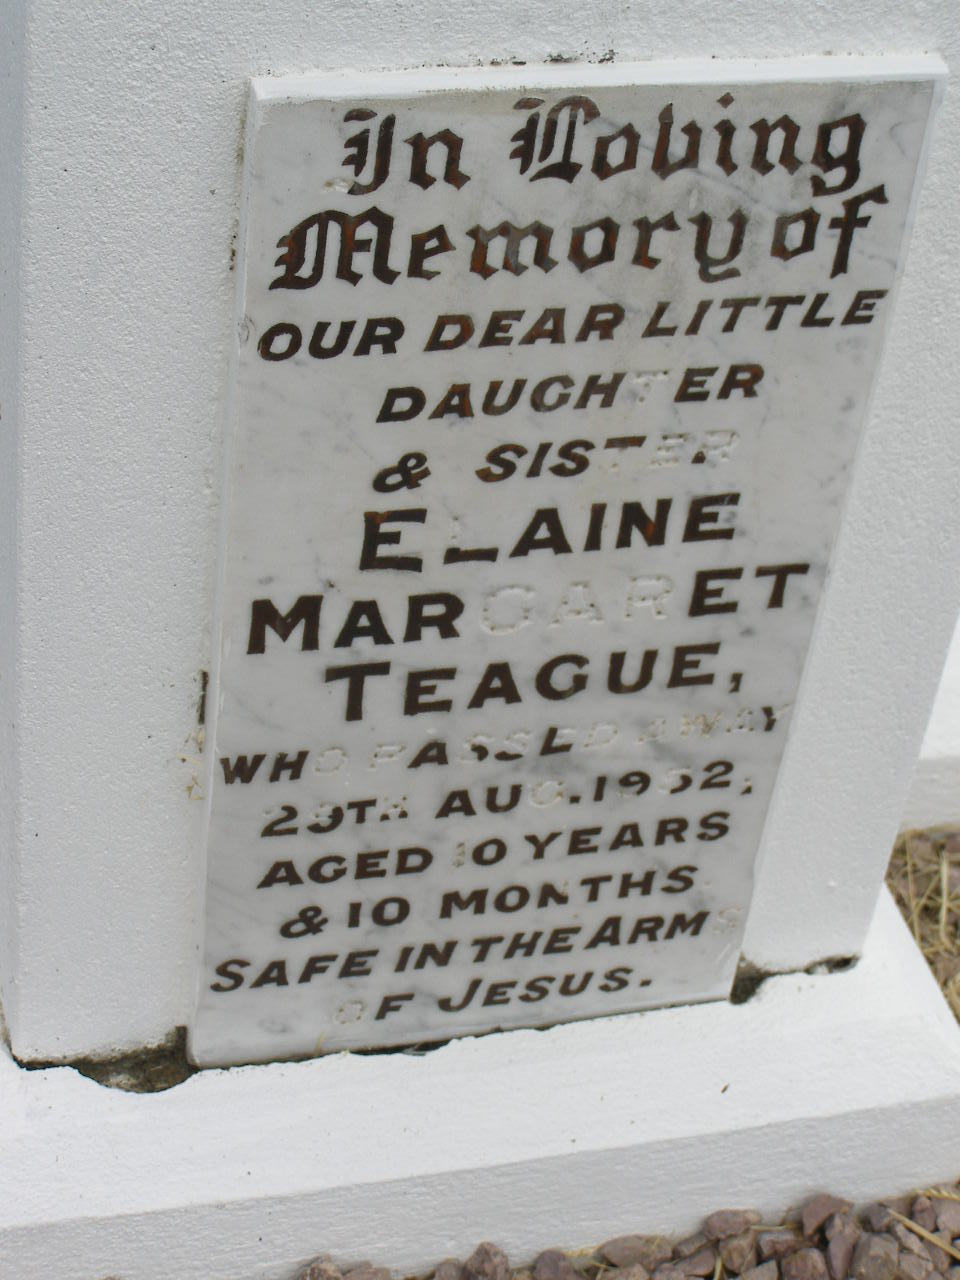 In Loving
Memory of
OUR DEAR LITTLE
DAUGHTER
& SISTER
ELAINE
MARGARET
TEAGUE,
WHO PASSED AWAY
29TH AUG. 1952,
AGED 10 YEARS
& 10 MONTHS
SAFE IN THE ARMS
OF JESUS.